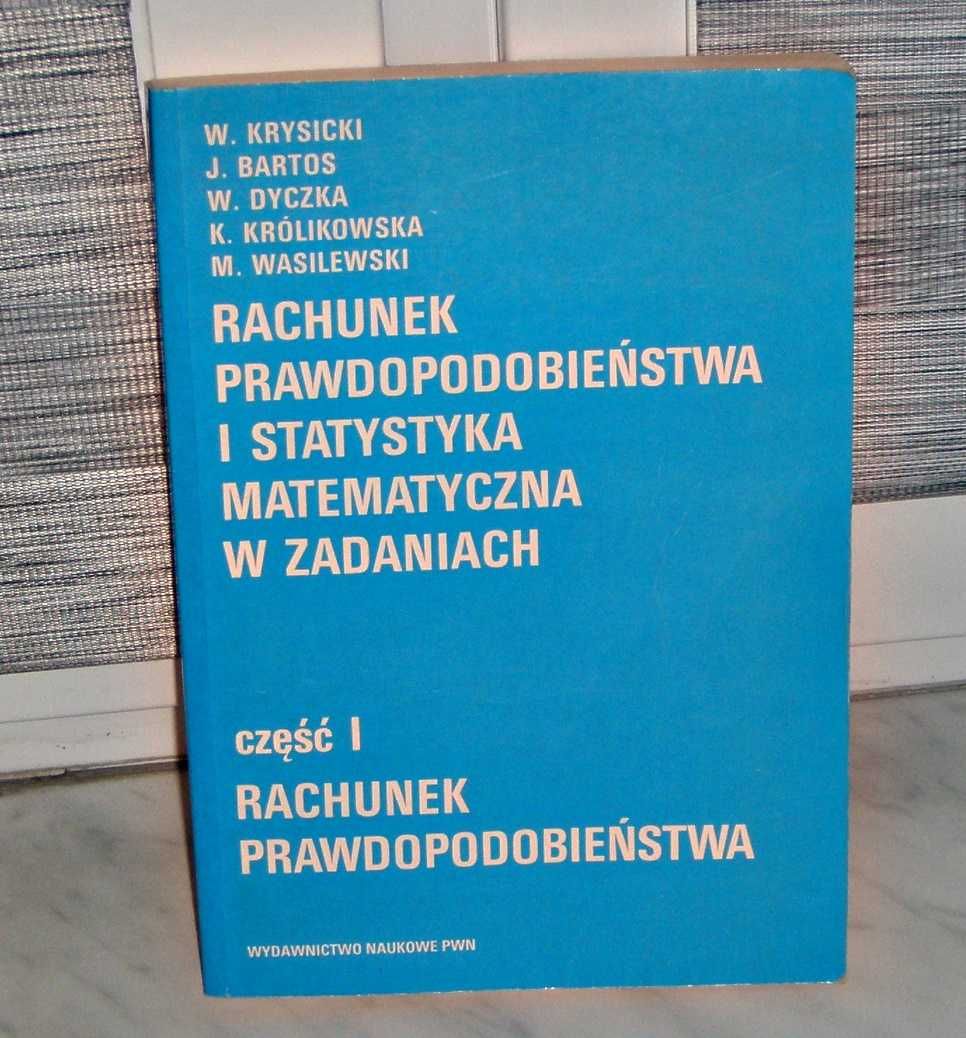 W. KRYSICKI
J. BARTOS
W. DYCZKA
K. KRÓLIKOWSKA
M. WASILEWSKI
RACHUNEK
PRAWDOPODOBIEŃSTWA
I STATYSTYKA
MATEMATYCZNA
W ZADANIACH
część I
RACHUNEK
PRAWDOPODOBIEŃSTWA
WYDAWNICTWO NAUKOWE PWN